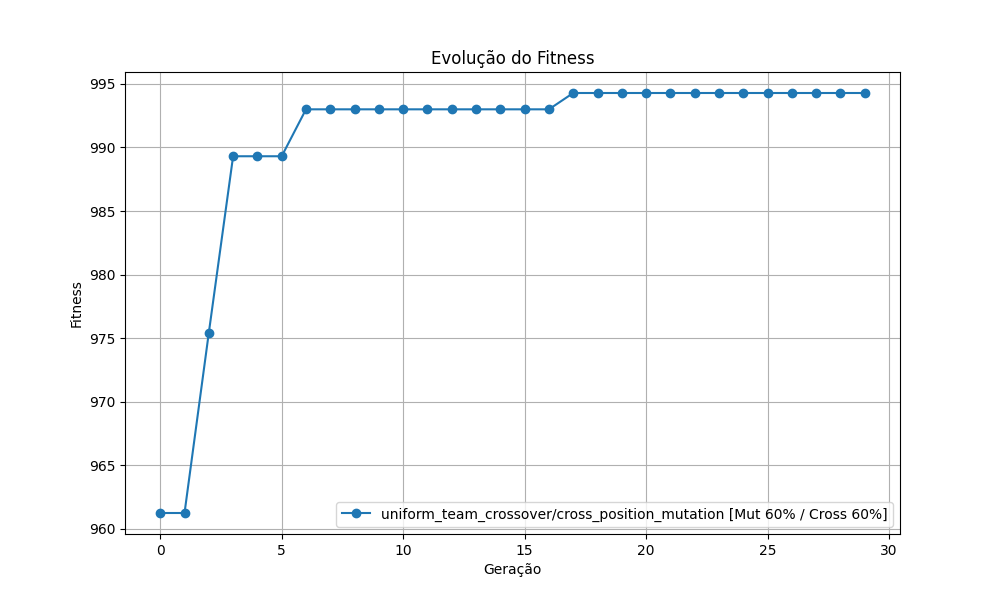 Evolução do Fitness
Fitness
995
990
985
980
975
970
965
960
uniform_team_crossover/cross_position_mutation [Mut 60% / Cross 60%]
0 5 10 15 20 25 30
Geração